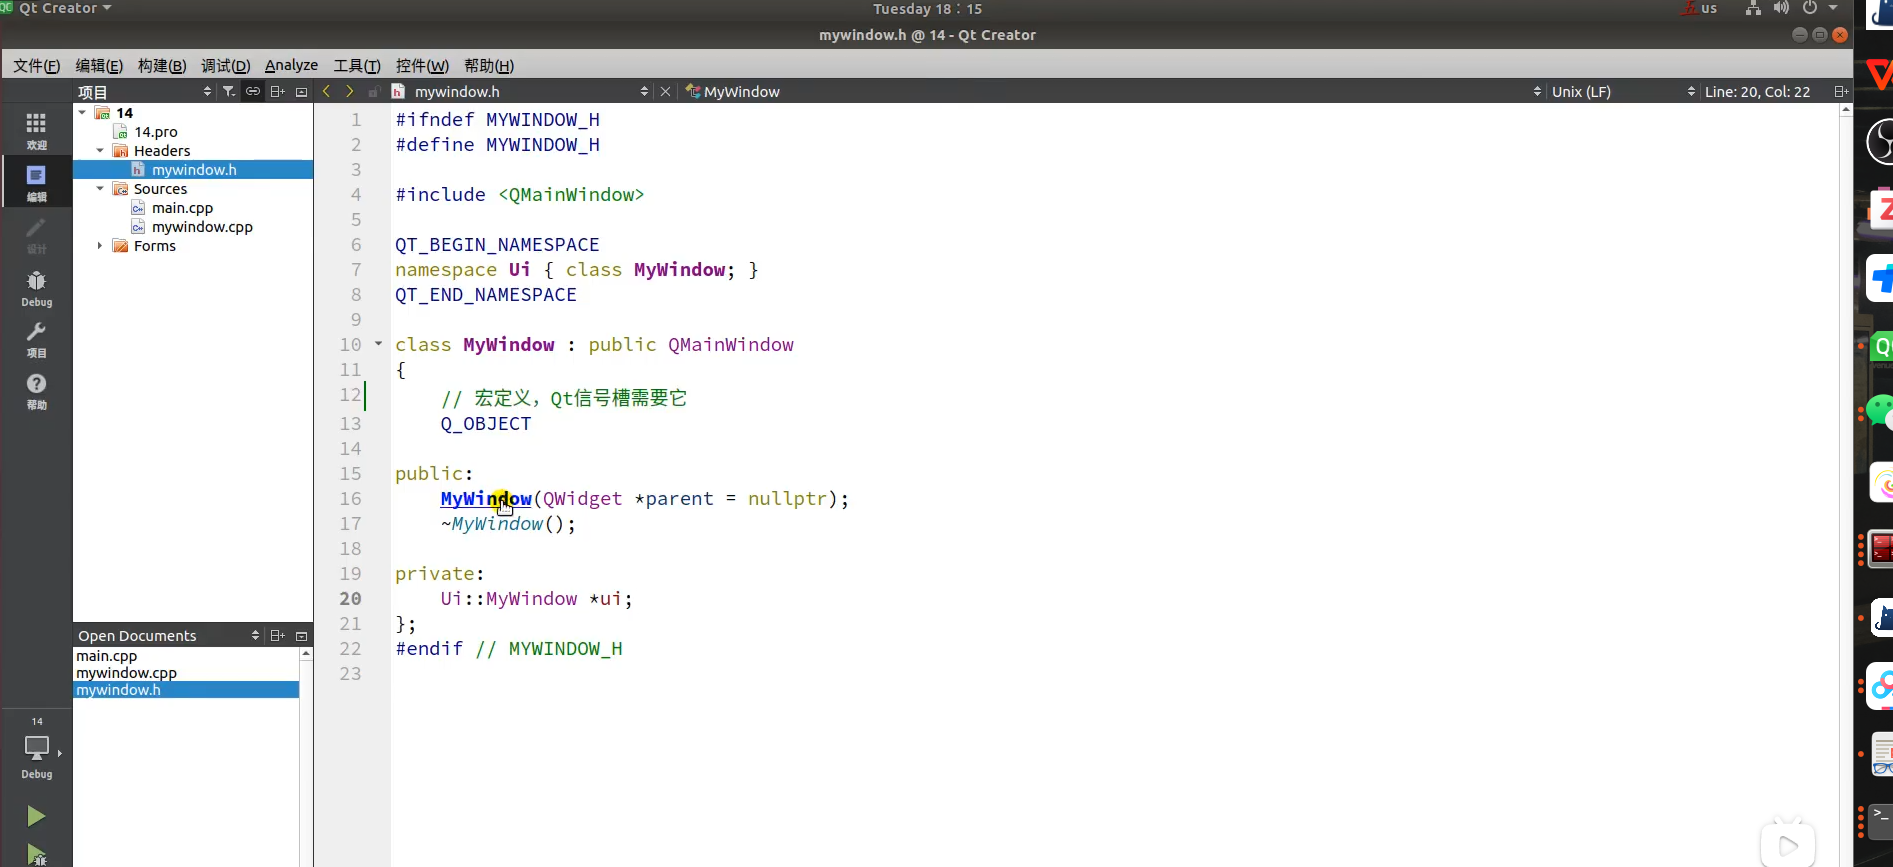 Qt Creator
Tuesday 18：15
us
mywindow.h @ 14 - Qt Creator
文件(F) 编辑(E) 构建(B) 调试(D) Analyze 工具(T) 控件(W) 帮助(H)
项目
mywindow.h
MyWindow
Unix (LF)
Line: 20, Col: 22
欢迎
编辑
设计
Debug
项目
帮助
14
14.pro
Headers
mywindow.h
Sources
main.cpp
mywindow.cpp
Forms
Open Documents
main.cpp
mywindow.cpp
mywindow.h
14
Debug
1 #ifndef MYWINDOW_H
2 #define MYWINDOW_H
3
4 #include <QMainWindow>
5
6 QT_BEGIN_NAMESPACE
7 namespace Ui { class MyWindow; }
8 QT_END_NAMESPACE
9
10 class MyWindow : public QMainWindow
11 {
12 // 宏定义，Qt信号槽需要它
13 Q_OBJECT
14
15 public:
16 MyWindow(QWidget *parent = nullptr);
17 ~MyWindow();
18
19 private:
20 Ui::MyWindow *ui;
21 };
22 #endif // MYWINDOW_H
23